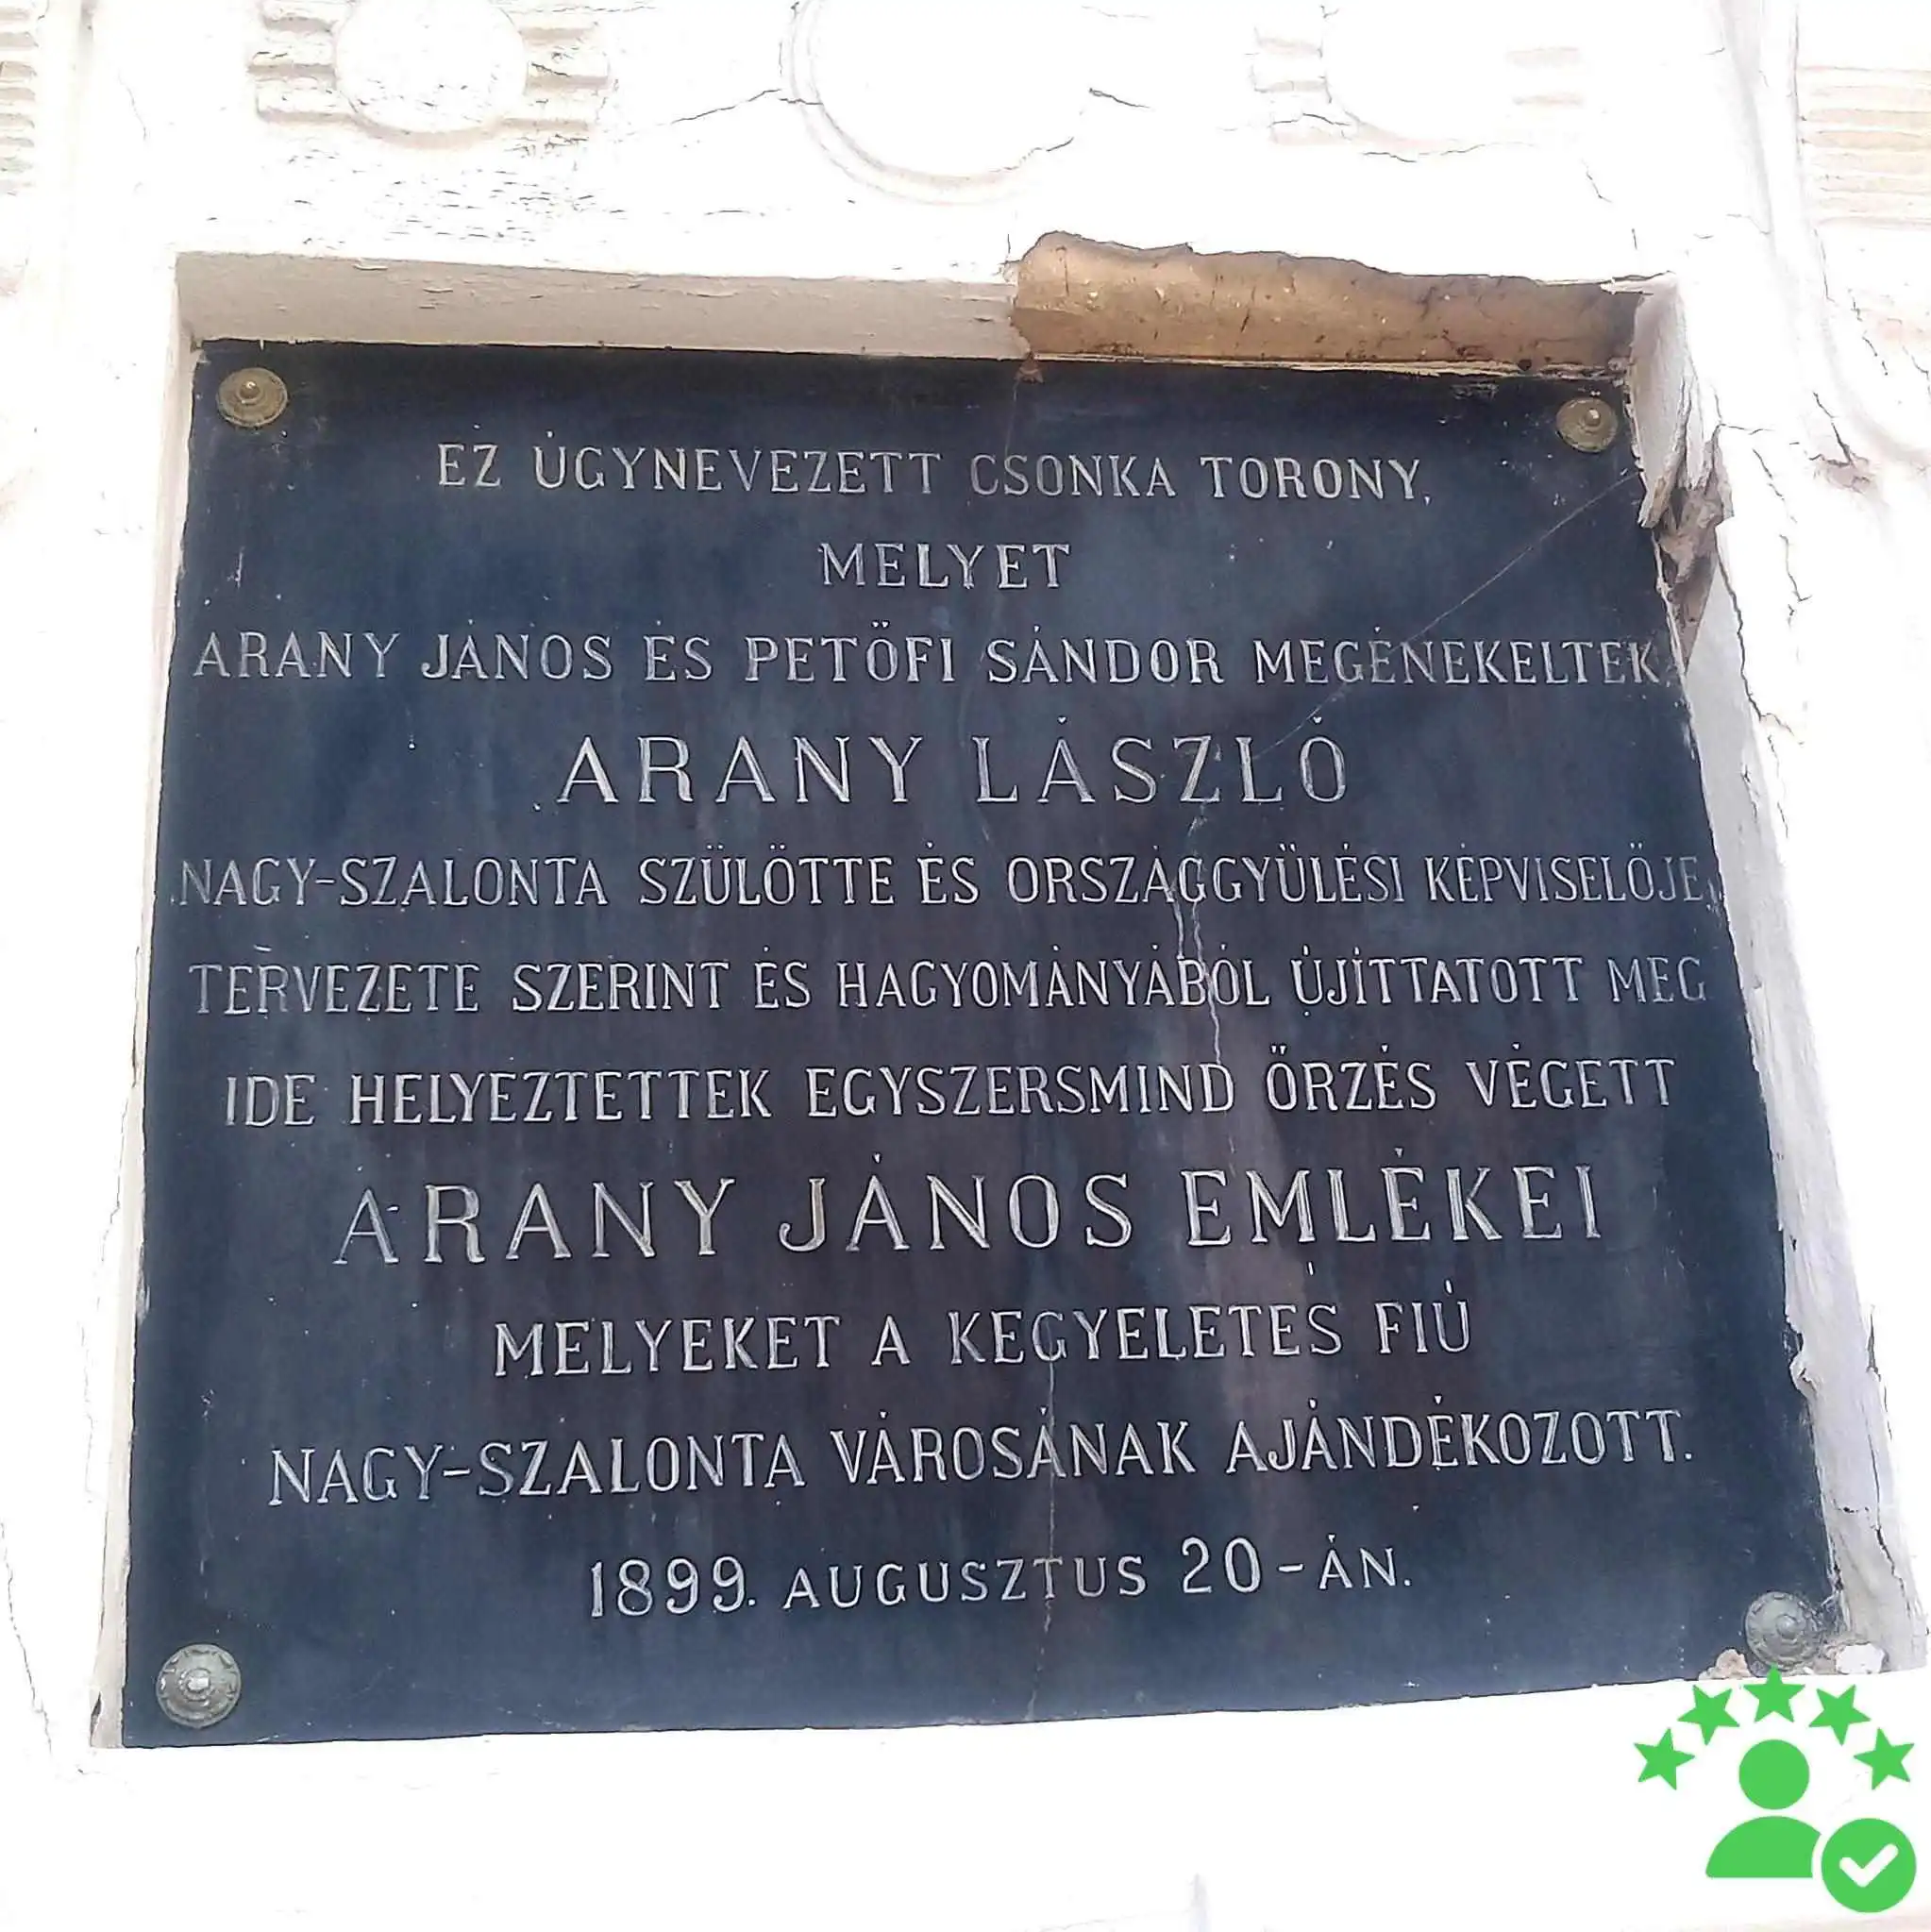 EZ ÚGYNEVEZETT CSONKA TORONY,
MELYET
ARANY JÁNOS ÉS PETŐFI SÁNDOR MEGÉNEKELTEK,
ARANY LÁSZLÓ
NAGY-SZALONTA SZÜLÖTTE ÉS ORSZÁGGYÜLÉSI KÉPVISELŐJE,
TERVEZETE SZERINT ÉS HAGYOMÁNYÁBÓL ÚJÍTTATOTT MEG
IDE HELYEZTETTEK EGYSZERSMIND ŐRZÉS VÉGETT
ARANY JÁNOS EMLÉKEI
MELYEKET A KEGYELETES FIÚ
NAGY-SZALONTA VÁROSÁNAK AJÁNDÉKOZOTT.
1899. AUGUSZTUS 20-ÁN.